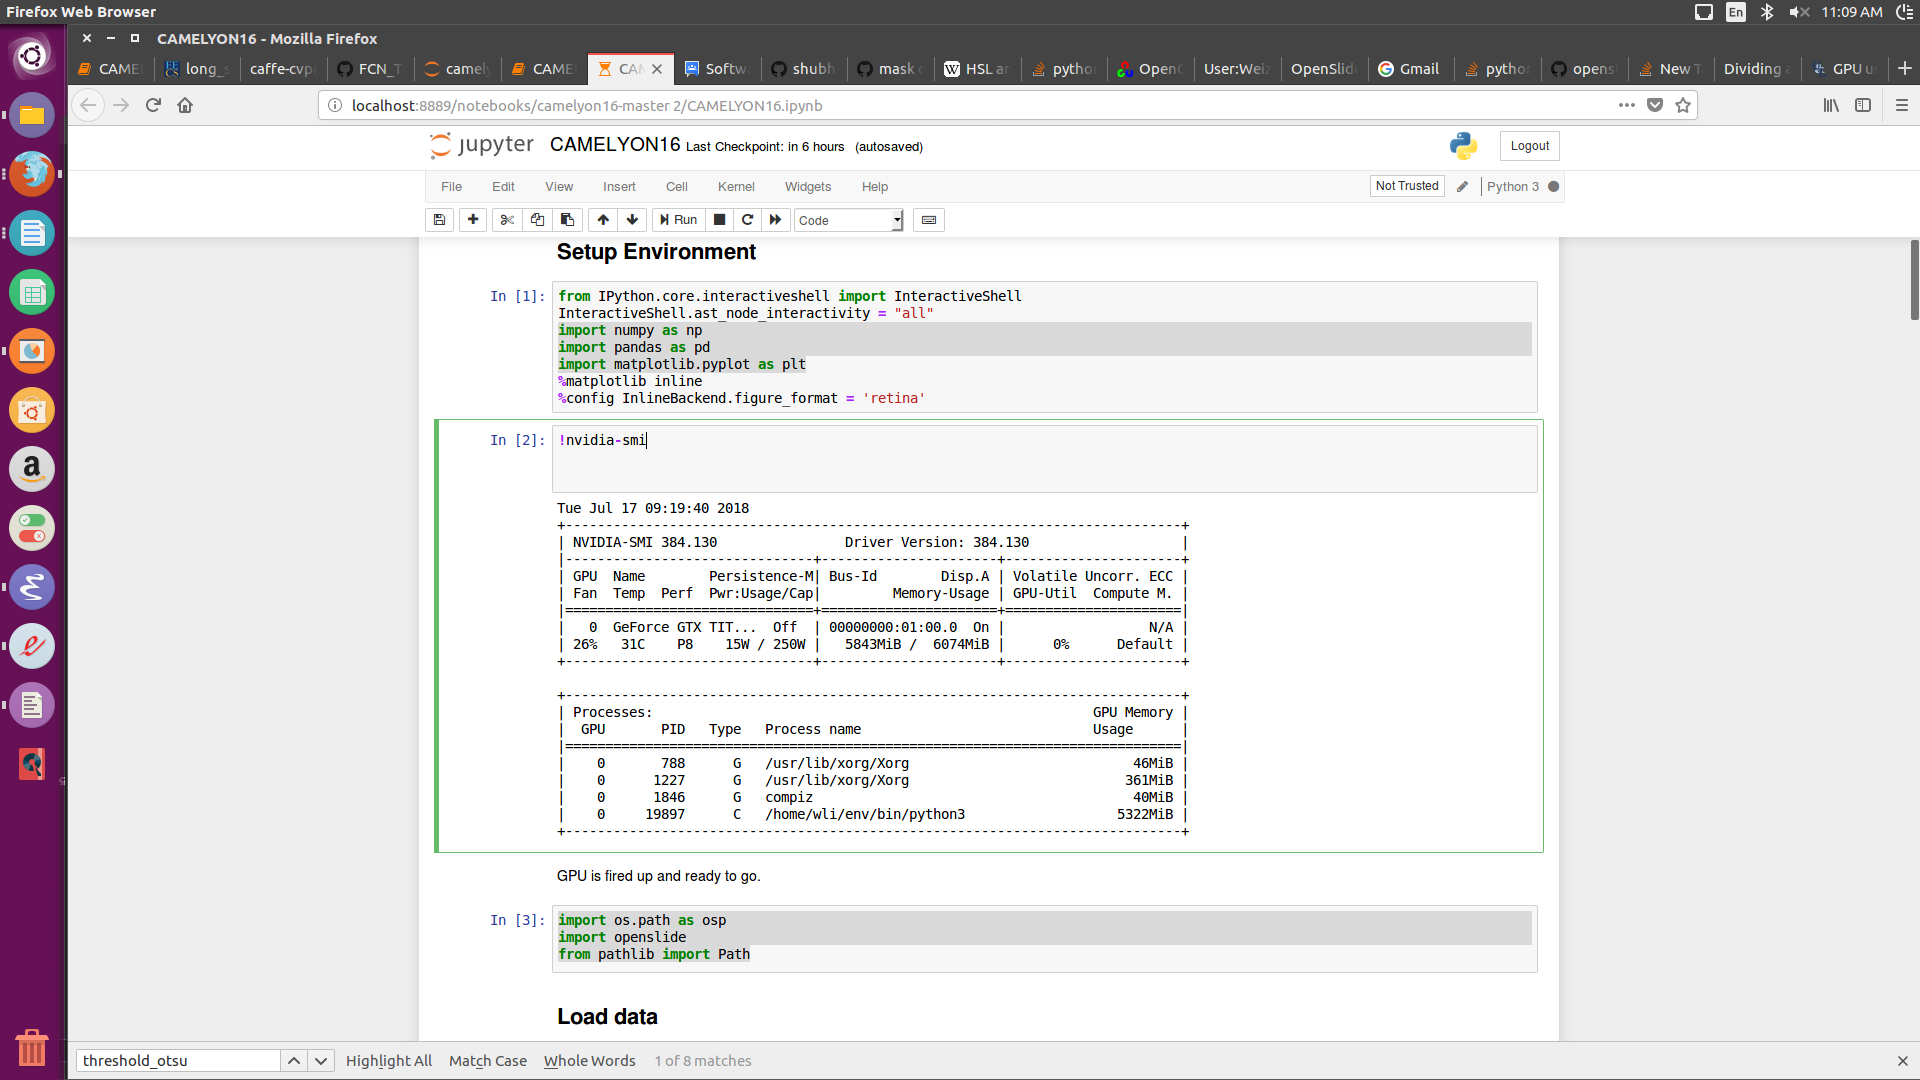 Firefox Web Browser
En
11:09 AM
CAMELYON16 - Mozilla Firefox
CAME
long_s
caffe-cvp
FCN_T
camely
CAME
CA
Softw
shubh
mask
HSL an
pytho
Open
User:Wei
OpenSlid
Gmail
python
opens
New T
Dividing
GPU u
localhost:8889/notebooks/camelyon16-master 2/CAMELYON16.ipynb
jupyter CAMELYON16 Last Checkpoint: in 6 hours (autosaved)
Logout
File Edit View Insert Cell Kernel Widgets Help
Not Trusted
Python 3
Run
Code
Setup Environment
In [1]:
from IPython.core.interactiveshell import InteractiveShell
InteractiveShell.ast_node_interactivity = "all"
import numpy as np
import pandas as pd
import matplotlib.pyplot as plt
%matplotlib inline
%config InlineBackend.figure_format = 'retina'
In [2]:
!nvidia-smi
Tue Jul 17 09:19:40 2018
+-----------------------------------------------------------------------------+
| NVIDIA-SMI 384.130                Driver Version: 384.130                   |
|-------------------------------+----------------------+----------------------+
| GPU  Name        Persistence-M| Bus-Id        Disp.A | Volatile Uncorr. ECC |
| Fan  Temp  Perf  Pwr:Usage/Cap|         Memory-Usage | GPU-Util  Compute M. |
|===============================+======================+======================|
|   0  GeForce GTX TIT...  Off  | 00000000:01:00.0  On |                  N/A |
| 26%   31C    P8    15W / 250W |   5843MiB /  6074MiB |      0%      Default |
+-------------------------------+----------------------+----------------------+
+-----------------------------------------------------------------------------+
| Processes:                                                       GPU Memory |
|  GPU       PID   Type   Process name                             Usage      |
|=============================================================================|
|    0       788      G   /usr/lib/xorg/Xorg                            46MiB |
|    0      1227      G   /usr/lib/xorg/Xorg                           361MiB |
|    0      1846      G   compiz                                        40MiB |
|    0     19897      C   /home/wli/env/bin/python3                   5322MiB |
+-----------------------------------------------------------------------------+
GPU is fired up and ready to go.
In [3]:
import os.path as osp
import openslide
from pathlib import Path
Load data
threshold_otsu
Highlight All
Match Case
Whole Words
1 of 8 matches